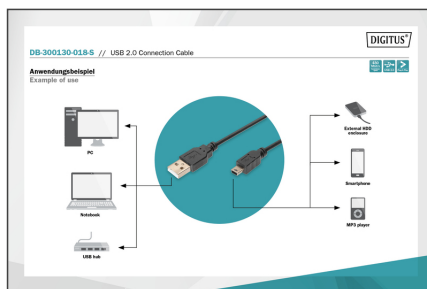 DIGITUS®
DB-300130-018-S // USB 2.0 Connection Cable
Anwendungsbeispiel
Example of use
PC
Notebook
USB hub
External HDD
enclosure
Smartphone
MP3 player